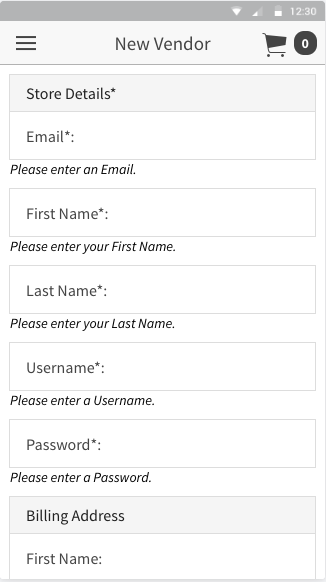 12:30
New Vendor
0
Store Details*
Email*:
Please enter an Email.
First Name*:
Please enter your First Name.
Last Name*:
Please enter your Last Name.
Username*:
Please enter a Username.
Password*:
Please enter a Password.
Billing Address
First Name: